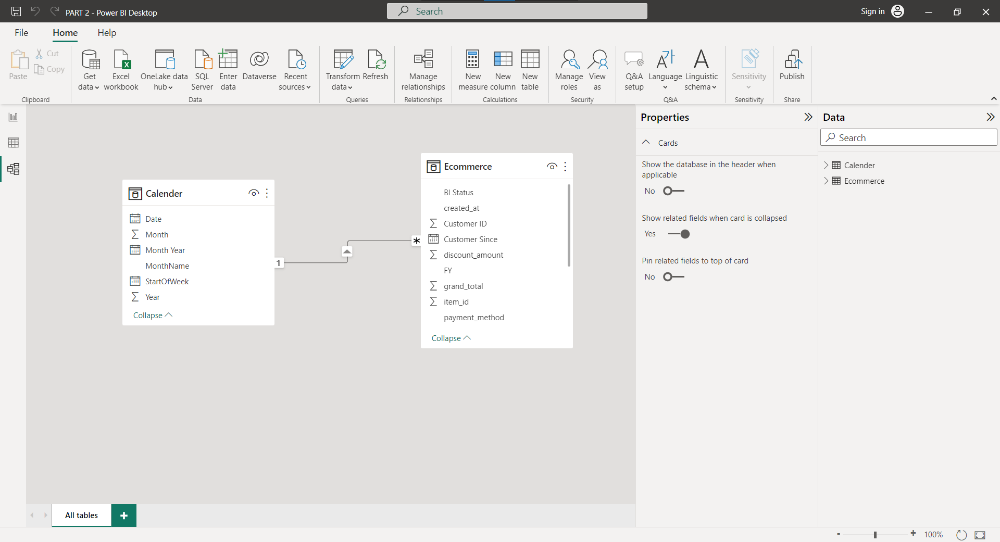 PART 2 - Power BI Desktop
Search
Sign in
File
Home
Help
Paste
Cut
Copy
Clipboard
Get
data
Excel
workbook
OneLake data
hub
SQL
Server
Enter
data
Dataverse
Recent
sources
Data
Transform
data
Refresh
Queries
Manage
relationships
Relationships
New
measure
New
column
New
table
Calculations
Manage
roles
View
as
Security
Q&A
setup
Language
Linguistic
schema
Q&A
Sensitivity
Sensitivity
Publish
Share
Calender
Date
Month
Month Year
MonthName
StartOfWeek
Year
Collapse
1
*
Ecommerce
BI Status
created_at
Customer ID
Customer Since
discount_amount
FY
grand_total
item_id
payment_method
Collapse
Properties
Cards
Show the database in the header when
applicable
No
Show related fields when card is collapsed
Yes
Pin related fields to top of card
No
Data
Search
Calender
Ecommerce
All tables
+
- + 100%